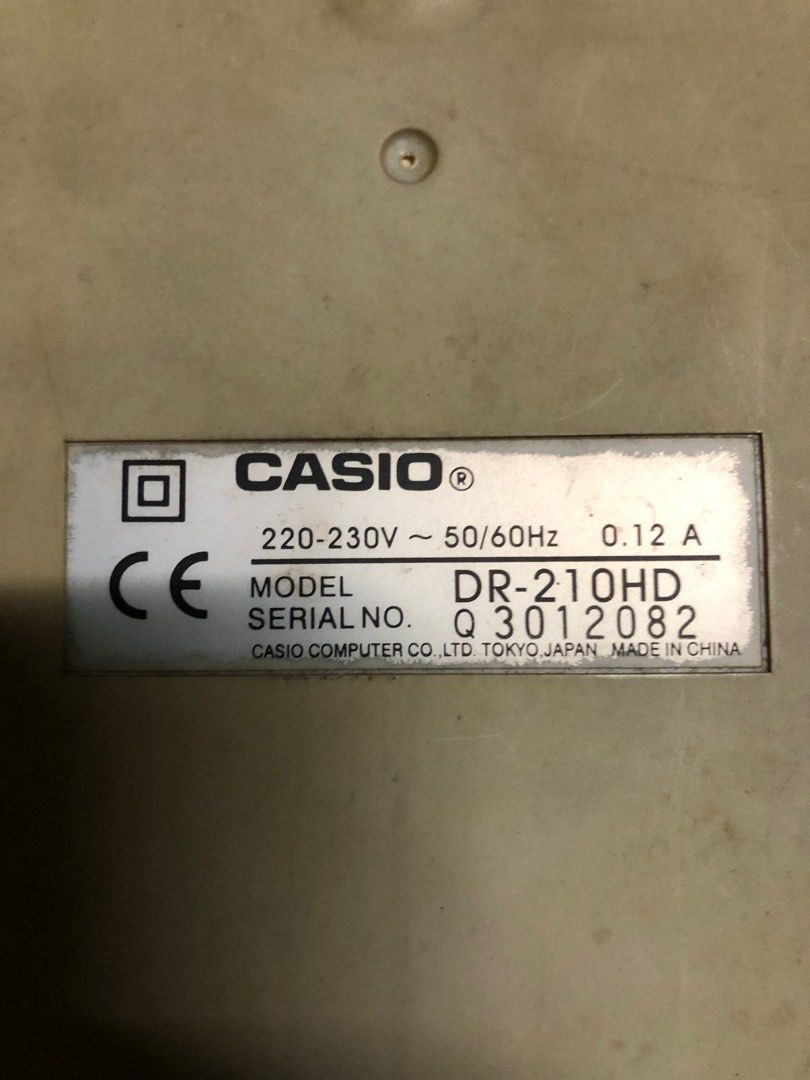 CASIO®
220-230V ~ 50/60Hz 0.12 A
CE
MODEL DR-210HD
SERIAL NO. Q 3012082
CASIO COMPUTER CO.,LTD. TOKYO,JAPAN MADE IN CHINA